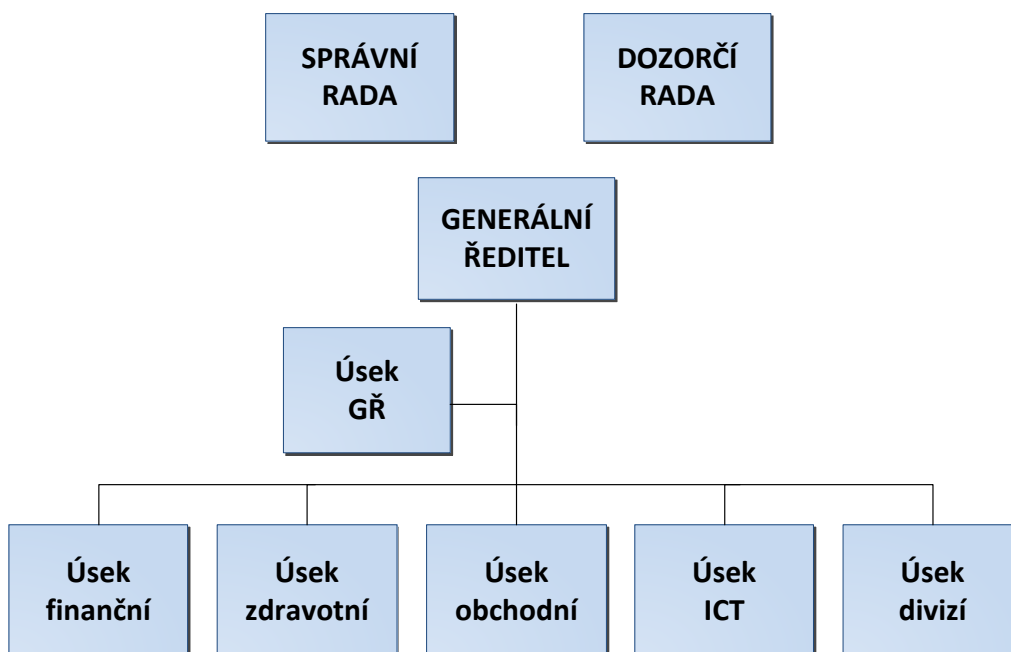 SPRÁVNÍ
RADA
DOZORČÍ
RADA
GENERÁLNÍ
ŘEDITEL
Úsek
GŘ
Úsek
finanční
Úsek
zdravotní
Úsek
obchodní
Úsek
ICT
Úsek
divizí